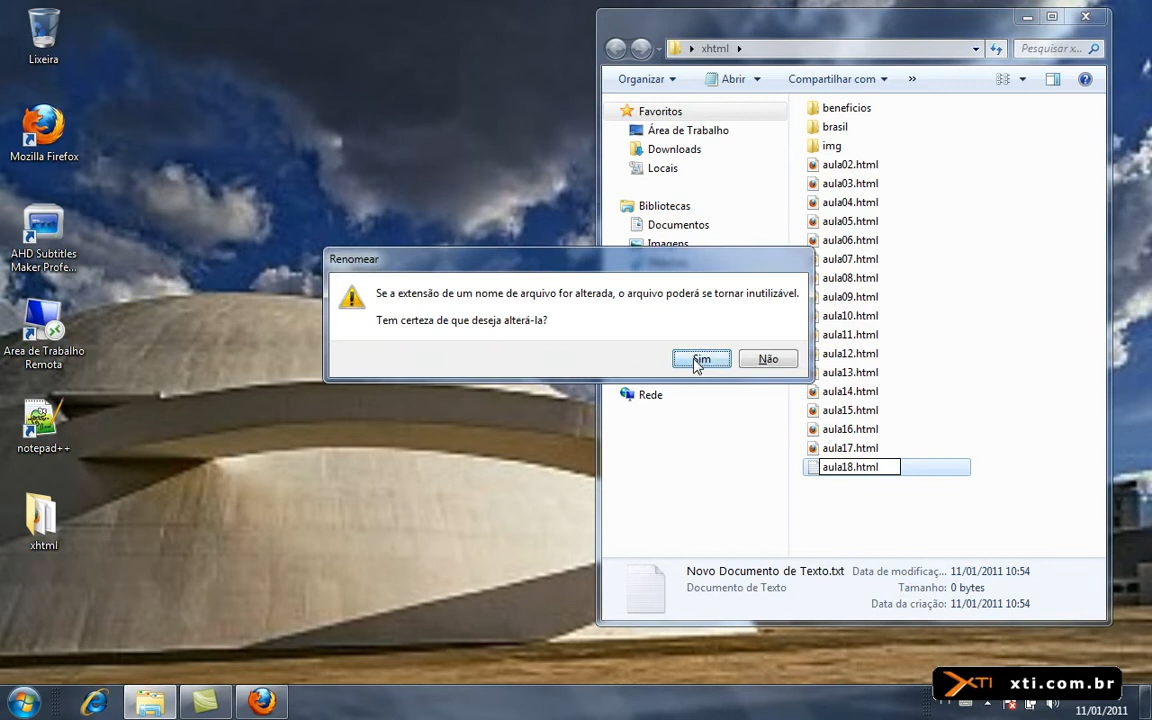 Lixeira
Mozilla Firefox
AHD Subtitles
Maker Profe...
Área de Trabalho
Remota
notepad++
xhtml
xhtml
Pesquisar x...
Organizar
Abrir
Compartilhar com
»
Favoritos
Área de Trabalho
Downloads
Locais
Bibliotecas
Documentos
Imagens
Rede
beneficios
brasil
img
aula02.html
aula03.html
aula04.html
aula05.html
aula06.html
aula07.html
aula08.html
aula09.html
aula10.html
aula11.html
aula12.html
aula13.html
aula14.html
aula15.html
aula16.html
aula17.html
aula18.html
Renomear
Se a extensão de um nome de arquivo for alterada, o arquivo poderá se tornar inutilizável.
Tem certeza de que deseja alterá-la?
Sim
Não
Novo Documento de Texto.txt
Documento de Texto
Data de modificaç... 11/01/2011 10:54
Tamanho: 0 bytes
Data da criação: 11/01/2011 10:54
XTI xti.com.br
11/01/2011